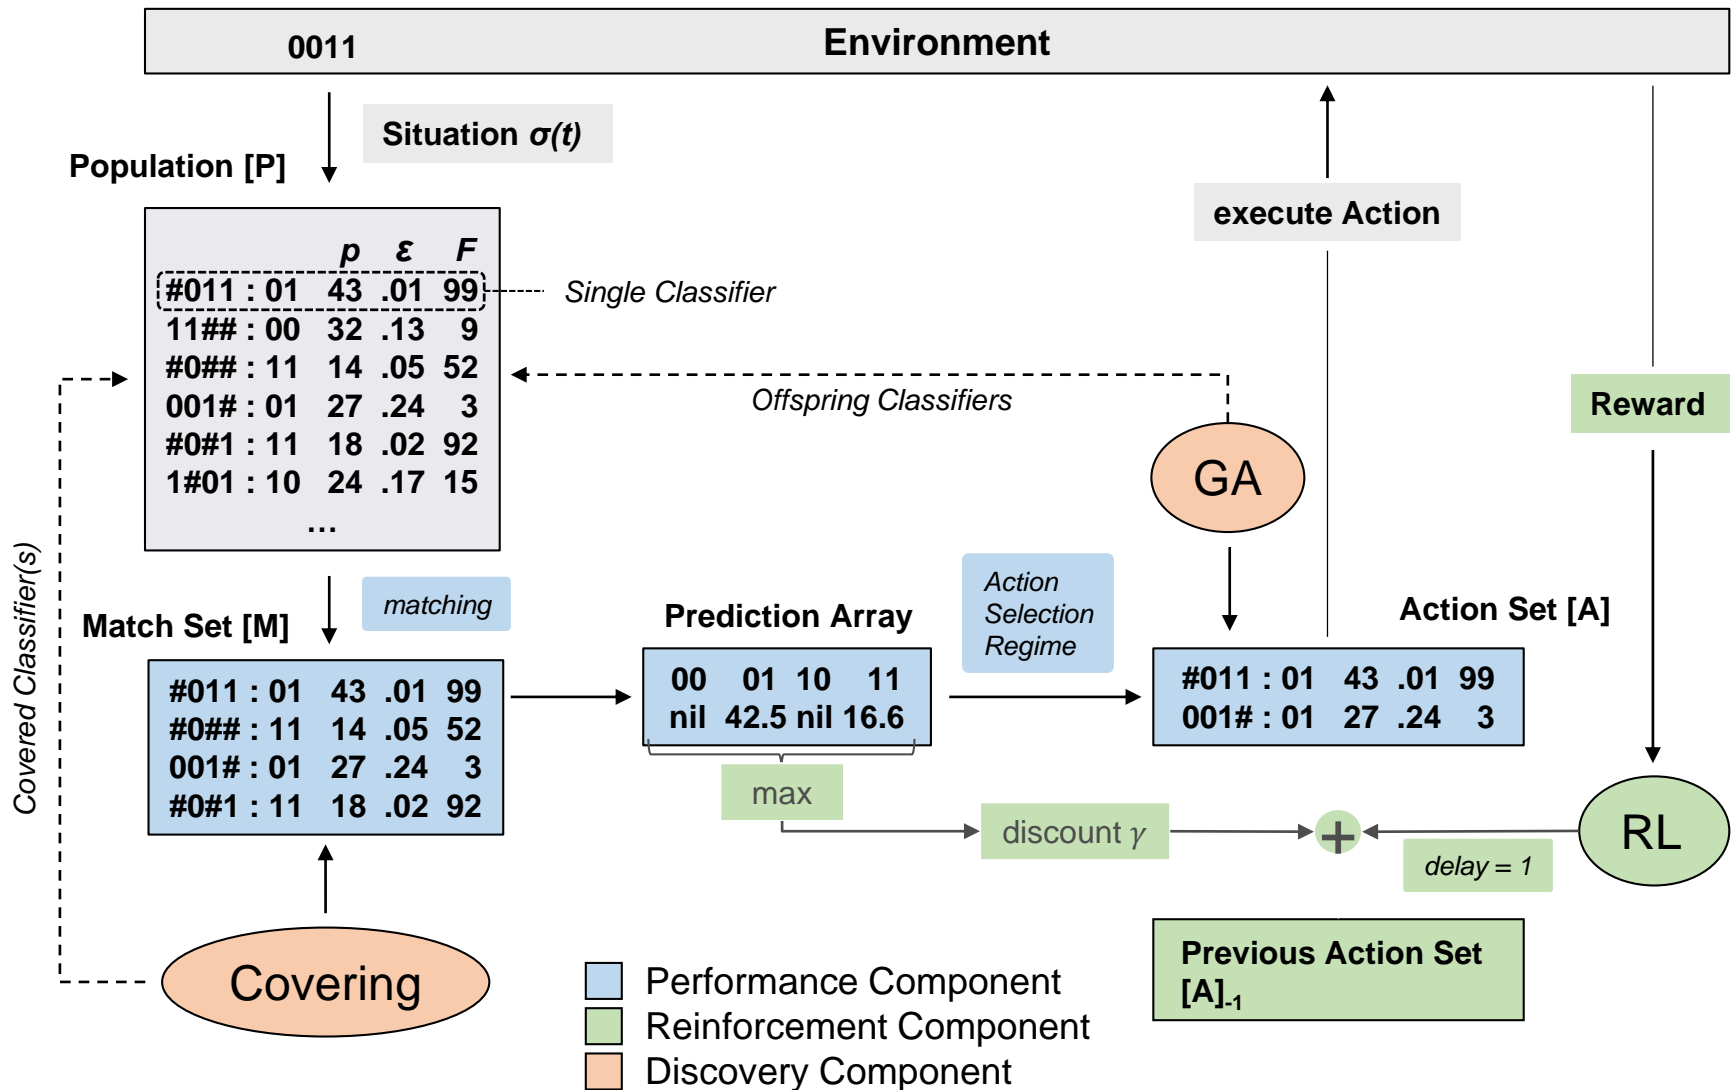 0011
Environment
Situation σ(t)
Population [P]
execute Action
p ε F
#011 : 01 43 .01 99
11## : 00 32 .13 9
#0## : 11 14 .05 52
001# : 01 27 .24 3
#0#1 : 11 18 .02 92
1#01 : 10 24 .17 15
...
Single Classifier
Offspring Classifiers
Reward
GA
Covered Classifier(s)
matching
Match Set [M]
#011 : 01 43 .01 99
#0## : 11 14 .05 52
001# : 01 27 .24 3
#0#1 : 11 18 .02 92
Prediction Array
00 01 10 11
nil 42.5 nil 16.6
Action
Selection
Regime
Action Set [A]
#011 : 01 43 .01 99
001# : 01 27 .24 3
max
discount γ
+
delay = 1
RL
Covering
Previous Action Set
[A]-1
Performance Component
Reinforcement Component
Discovery Component